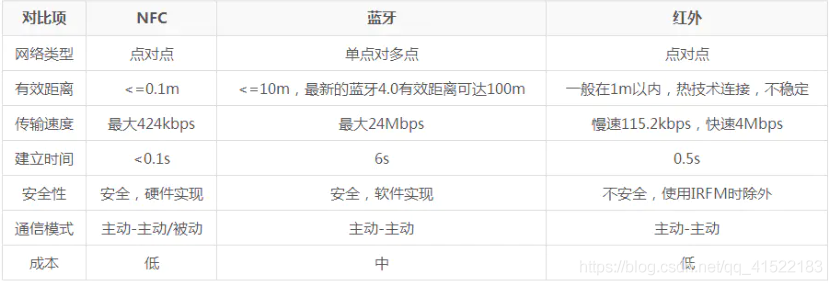 对比项 NFC 蓝牙 红外
网络类型 点对点 单点对多点 点对点
有效距离 <=0.1m <=10m，最新的蓝牙4.0有效距离可达100m 一般在1m以内，热技术连接，不稳定
传输速度 最大424kbps 最大24Mbps 慢速115.2kbps，快速4Mbps
建立时间 <0.1s 6s 0.5s
安全性 安全，硬件实现 安全，软件实现 不安全，使用IRFM时除外
通信模式 主动-主动/被动 主动-主动 主动-主动
成本 低 中 低
https://blog.csdn.net/qq_41522183